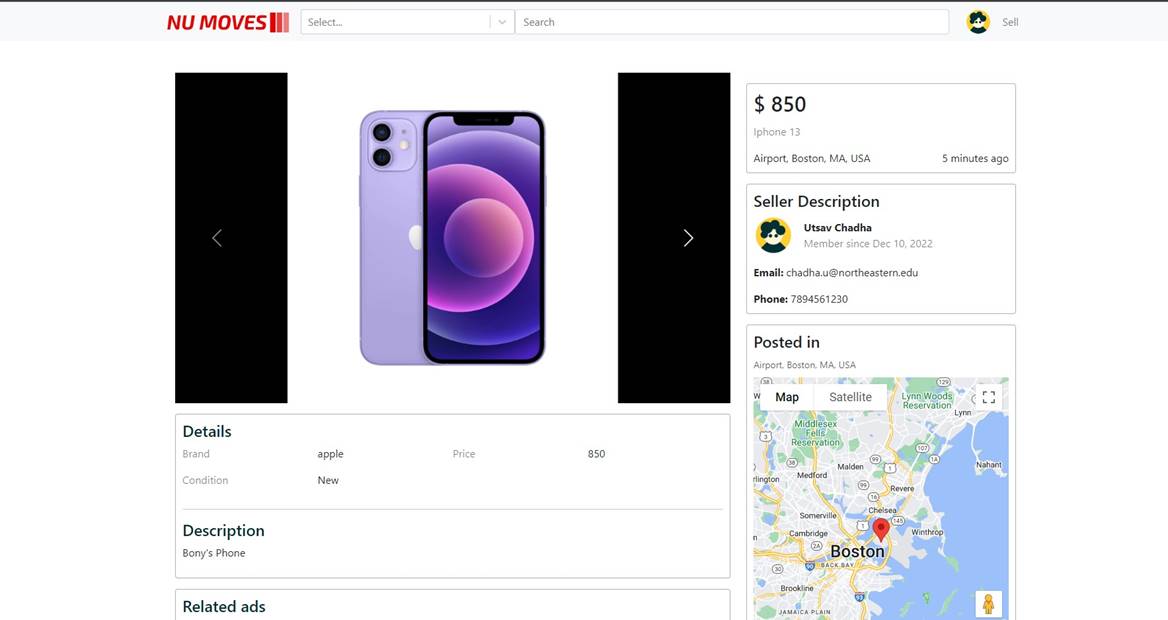 NU MOVES
Select...
Search
Sell
$ 850
Iphone 13
Airport, Boston, MA, USA
5 minutes ago
Seller Description
Utsav Chadha
Member since Dec 10, 2022
Email: chadha.u@northeastern.edu
Phone: 7894561230
Posted in
Airport, Boston, MA, USA
Map
Satellite
Lynn Woods
Reservation
Lynn
Middlesex
Fells
Reservation
Nahant
Malden
Medford
Revere
Somerville
Chelsea
Winthrop
Cambridge
Boston
BACK BAY
Brookline
JAMAICA PLAIN
Details
Brand
apple
Price
850
Condition
New
Description
Bony's Phone
Related ads